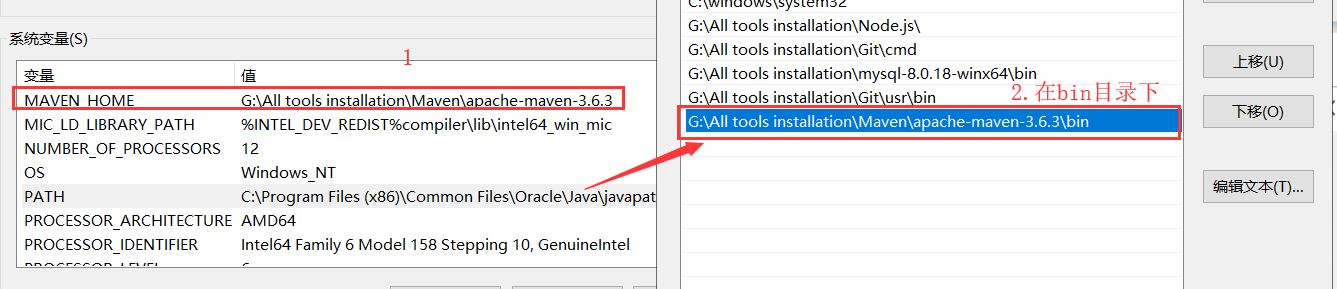 系统变量(S)
1
变量 值
MAVEN_HOME G:\All tools installation\Maven\apache-maven-3.6.3
MIC_LD_LIBRARY_PATH %INTEL_DEV_REDIST%compiler\lib\intel64_win_mic
NUMBER_OF_PROCESSORS 12
OS Windows_NT
PATH C:\Program Files (x86)\Common Files\Oracle\Java\javapat
PROCESSOR_ARCHITECTURE AMD64
PROCESSOR_IDENTIFIER Intel64 Family 6 Model 158 Stepping 10, GenuineIntel
C:\windows\system32
G:\All tools installation\Node.js\
G:\All tools installation\Git\cmd
G:\All tools installation\mysql-8.0.18-winx64\bin
G:\All tools installation\Git\usr\bin
2.在bin目录下
G:\All tools installation\Maven\apache-maven-3.6.3\bin
上移(U)
下移(O)
编辑文本(T)...